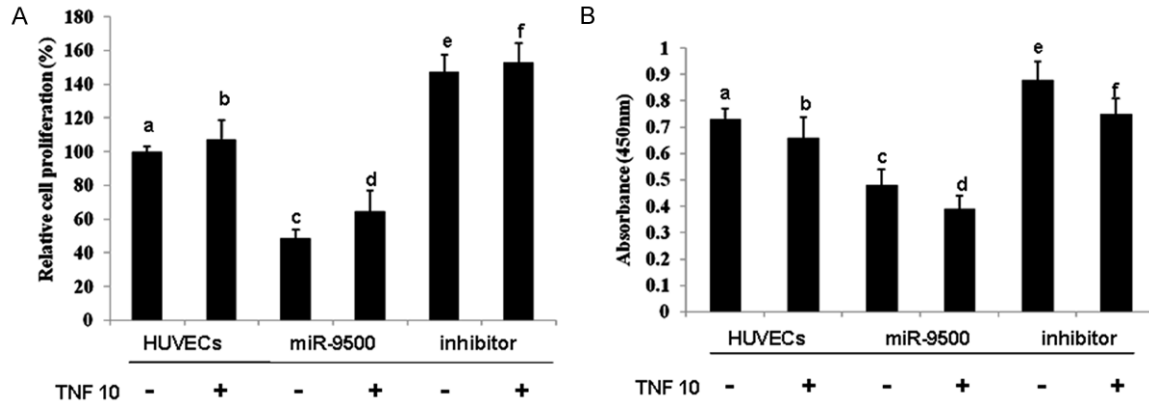 A
Relative cell proliferation (%)
180
160
140
120
100
80
60
40
20
0
a
b
c
d
e
f
HUVECs miR-9500 inhibitor
TNF 10 - + - + - +
B
Absorbance (450nm)
1
0.9
0.8
0.7
0.6
0.5
0.4
0.3
0.2
0.1
0
a
b
c
d
e
f
HUVECs miR-9500 inhibitor
TNF 10 - + - + - +